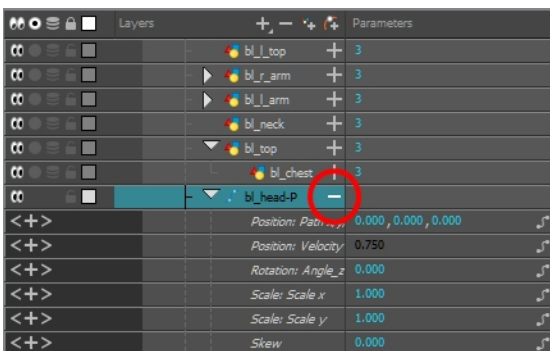 Layers Parameters
bl_l_top 3
bl_r_arm 3
bl_l_arm 3
bl_neck 3
bl_top 3
bl_chest 3
bl_head-P
<+> Position: 0.000 , 0.000 , 0.000
<+> Position: Velocity 0.750
<+> Rotation: Angle_z 0.000
<+> Scale: Scale x 1.000
<+> Scale: Scale y 1.000
<+> Skew 0.000